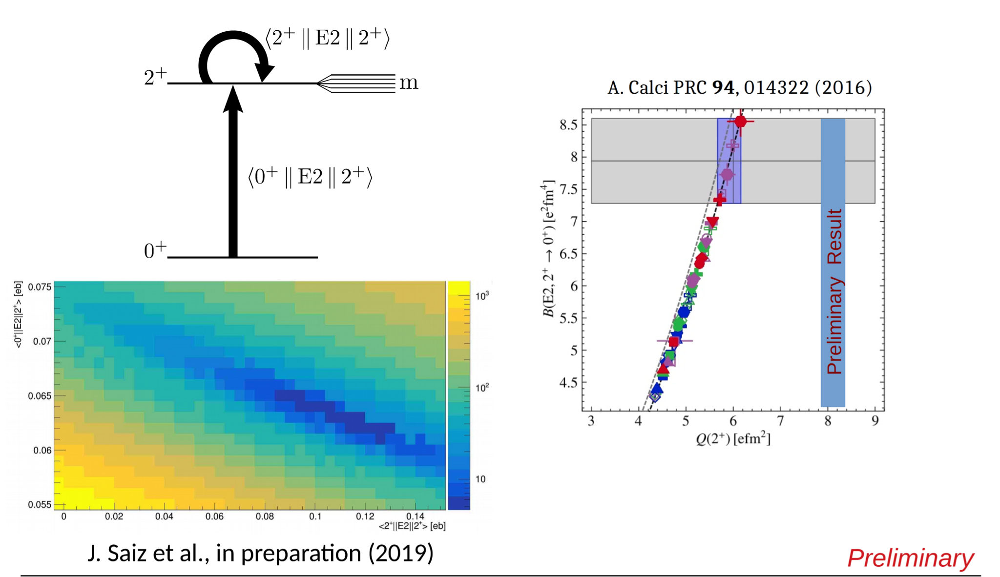 ⟨2⁺ ‖ E2 ‖ 2⁺⟩
2⁺
m
⟨0⁺ ‖ E2 ‖ 2⁺⟩
0⁺
<0⁺||E2||2⁺> [eb]
0.075
0.07
0.065
0.06
0.055
0 0.02 0.04 0.06 0.08 0.1 0.12 0.14
<2⁺||E2||2⁺> [eb]
10³
10²
10
J. Saiz et al., in preparation (2019)
A. Calci PRC 94, 014322 (2016)
B(E2, 2⁺ → 0⁺) [e²fm⁴]
8.5
8
7.5
7
6.5
6
5.5
5
4.5
3 4 5 6 7 8 9
Q(2⁺) [efm²]
Preliminary Result
Preliminary